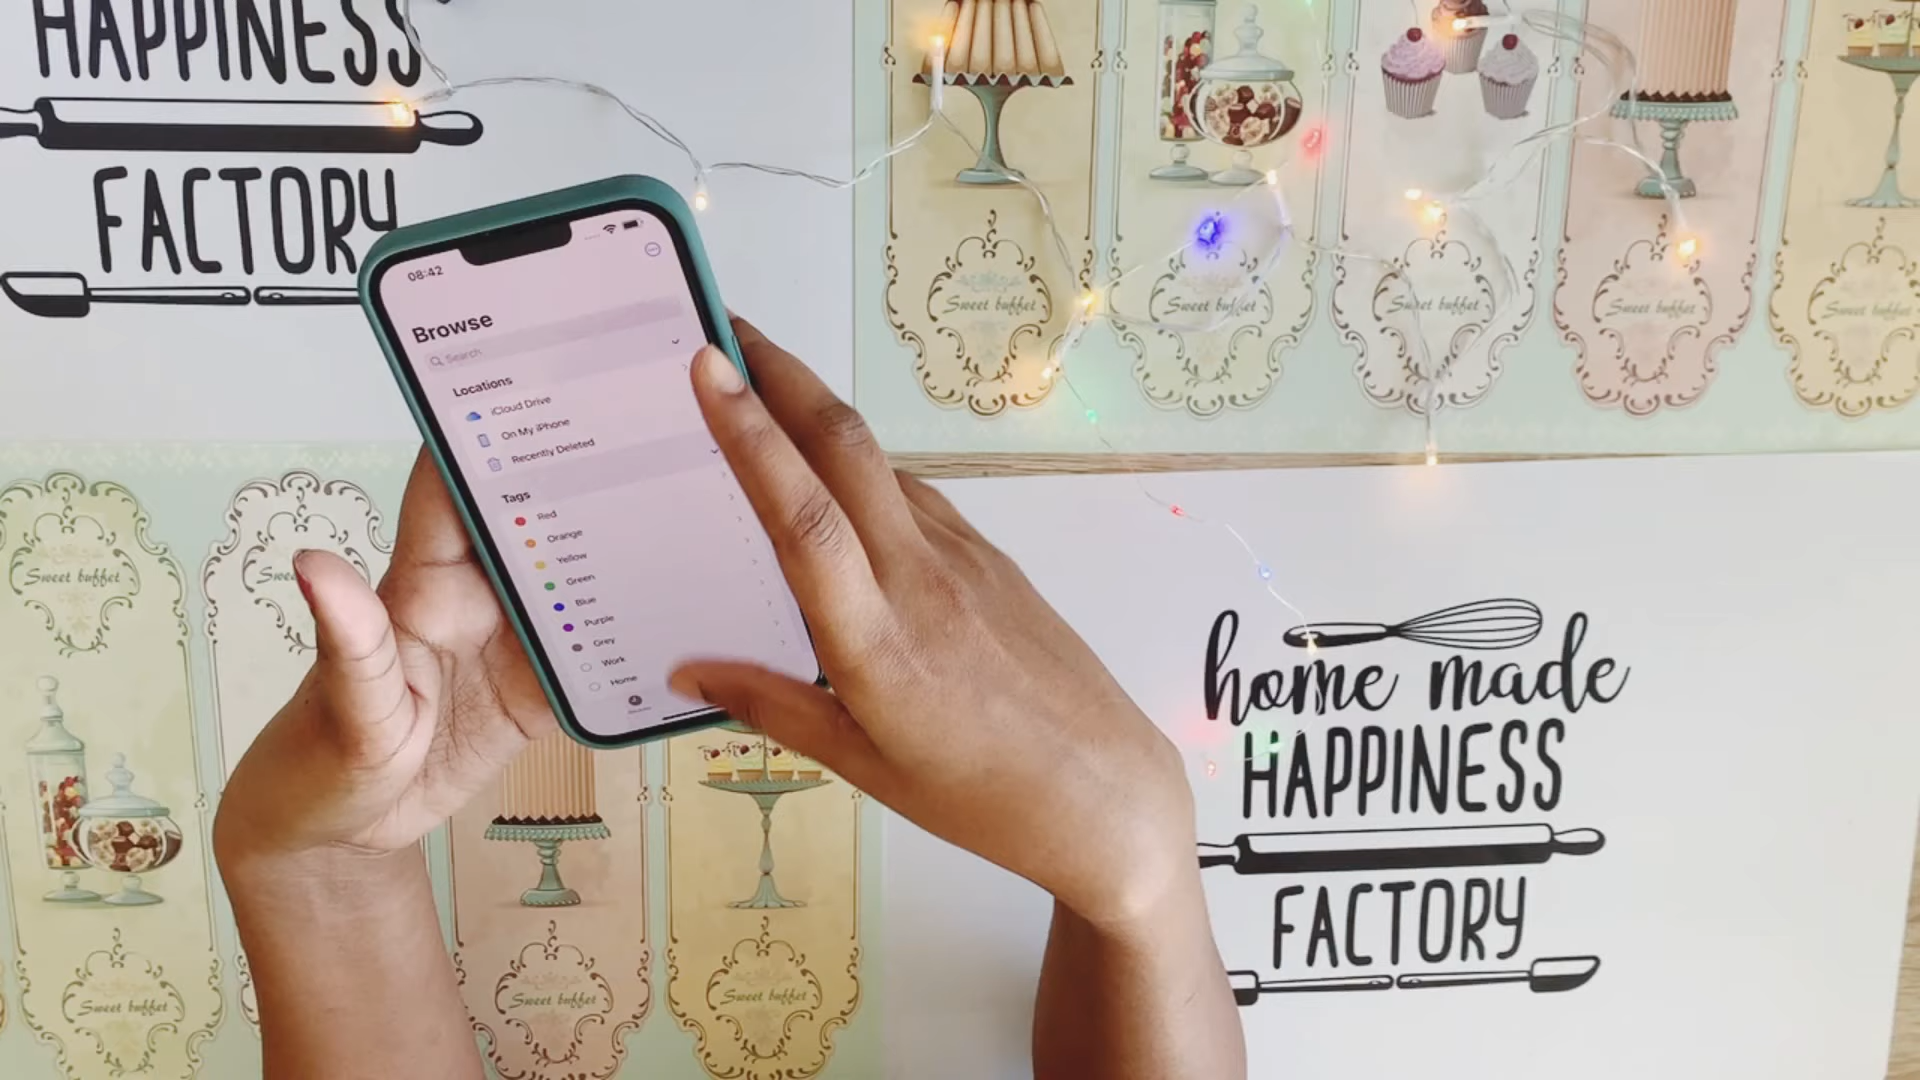 HAPPINESS
FACTORY
08:42
Browse
Search
Locations
iCloud Drive
On My iPhone
Recently Deleted
Tags
Red
Orange
Yellow
Green
Blue
Purple
Grey
Work
Home
Sweet buffet
Sweet buffet
Sweet buffet
Sweet buffet
Sweet buffet
Sweet buffet
Sweet
home made
HAPPINESS
FACTORY
Sweet buffet
Sweet buffet
Sweet buffet